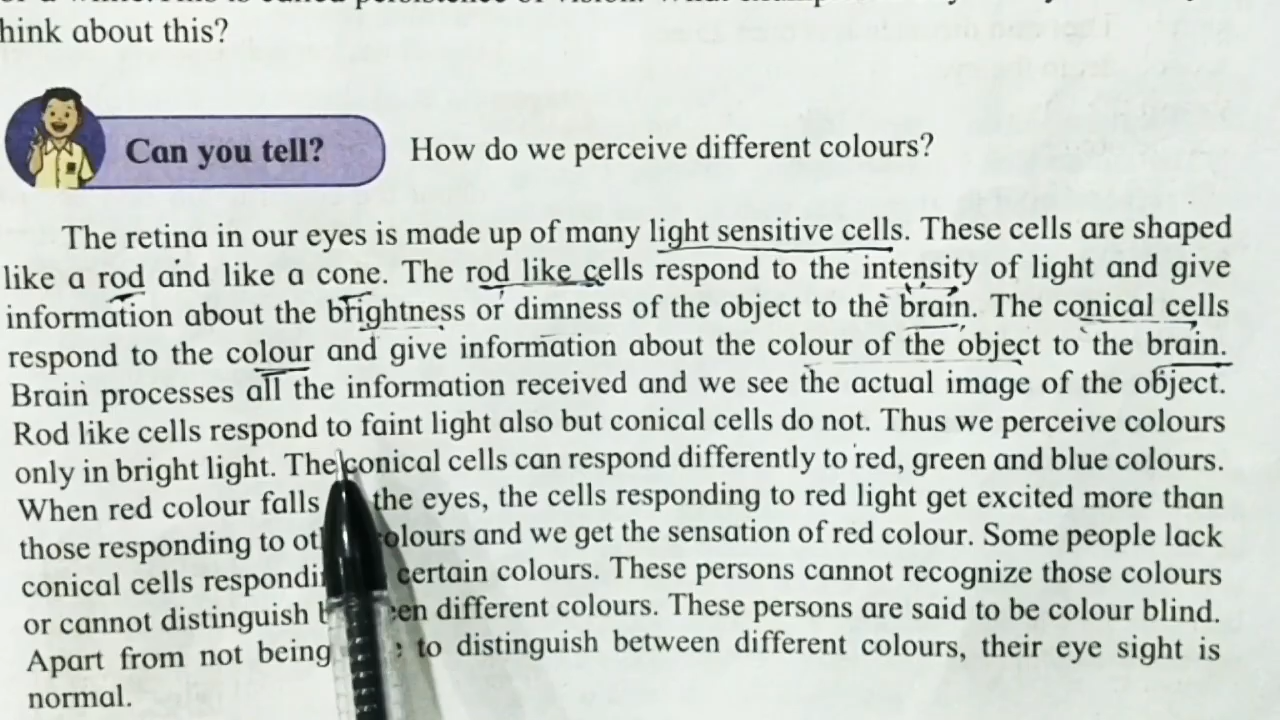 hink about this?
Can you tell? How do we perceive different colours?
The retina in our eyes is made up of many light sensitive cells. These cells are shaped
like a rod and like a cone. The rod like cells respond to the intensity of light and give
information about the brightness or dimness of the object to the brain. The conical cells
respond to the colour and give information about the colour of the object to the brain.
Brain processes all the information received and we see the actual image of the object.
Rod like cells respond to faint light also but conical cells do not. Thus we perceive colours
only in bright light. The conical cells can respond differently to red, green and blue colours.
When red colour falls the eyes, the cells responding to red light get excited more than
those responding to colours and we get the sensation of red colour. Some people lack
conical cells certain colours. These persons cannot recognize those colours
or cannot distinguish different colours. These persons are said to be colour blind.
Apart from not being to distinguish between different colours, their eye sight is
normal.